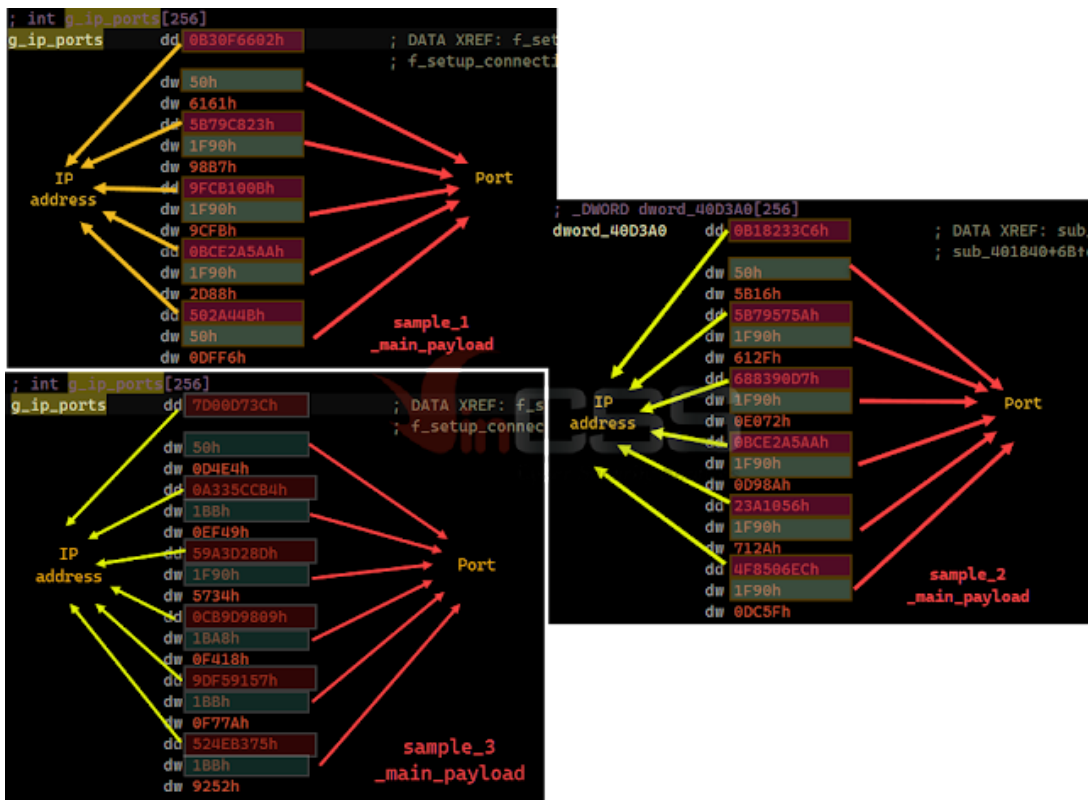 ; int g_ip_ports[256]
g_ip_ports dd 0B30F6602h ; DATA XREF: f_set
; f_setup_connecti
dw 50h
dw 6161h
dd 5B79C823h
dw 1F90h
dw 98B7h
dd 9FCB100Bh
dw 1F90h
dw 9CFBh
dd 0BCE2A5AAh
dw 1F90h
dw 2D88h
dd 502A44Bh
dw 50h
dw 0DFF6h
IP
address
Port
sample_1
_main_payload
; _DWORD dword_40D3A0[256]
dword_40D3A0 dd 0B18233C6h ; DATA XREF: sub_
; sub_401840+6B↑o
dw 50h
dw 5B16h
dd 5B79575Ah
dw 1F90h
dw 612Fh
dd 688390D7h
dw 1F90h
dw 0E072h
dd 0BCE2A5AAh
dw 1F90h
dw 0D98Ah
dd 23A1056h
dw 1F90h
dw 712Ah
dd 4F8506ECh
dw 1F90h
dw 0DC5Fh
IP
address
Port
sample_2
_main_payload
; int g_ip_ports[256]
g_ip_ports dd 7D00D73Ch ; DATA XREF: f_s
; f_setup_connec
dw 50h
dw 0D4E4h
dd 0A335CCB4h
dw 1BBh
dw 0EF49h
dd 59A3D28Dh
dw 1F90h
dw 5734h
dd 0CB9D9809h
dw 1BA8h
dw 0F418h
dd 9DF59157h
dw 1BBh
dw 0F77Ah
dd 524EB375h
dw 1BBh
dw 9252h
IP
address
Port
sample_3
_main_payload
VinCSS